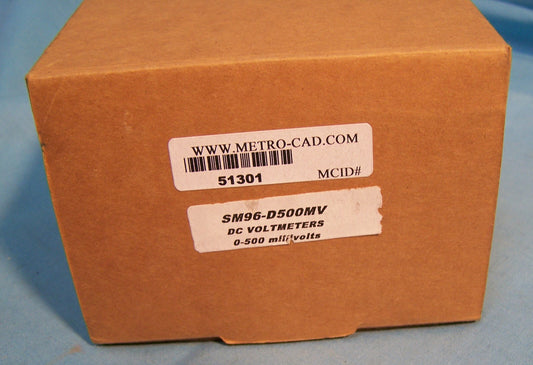 WWW.METRO-CAD.COM
51301 MCID#
SM96-D500MV
DC VOLTMETERS
0-500 millivolts